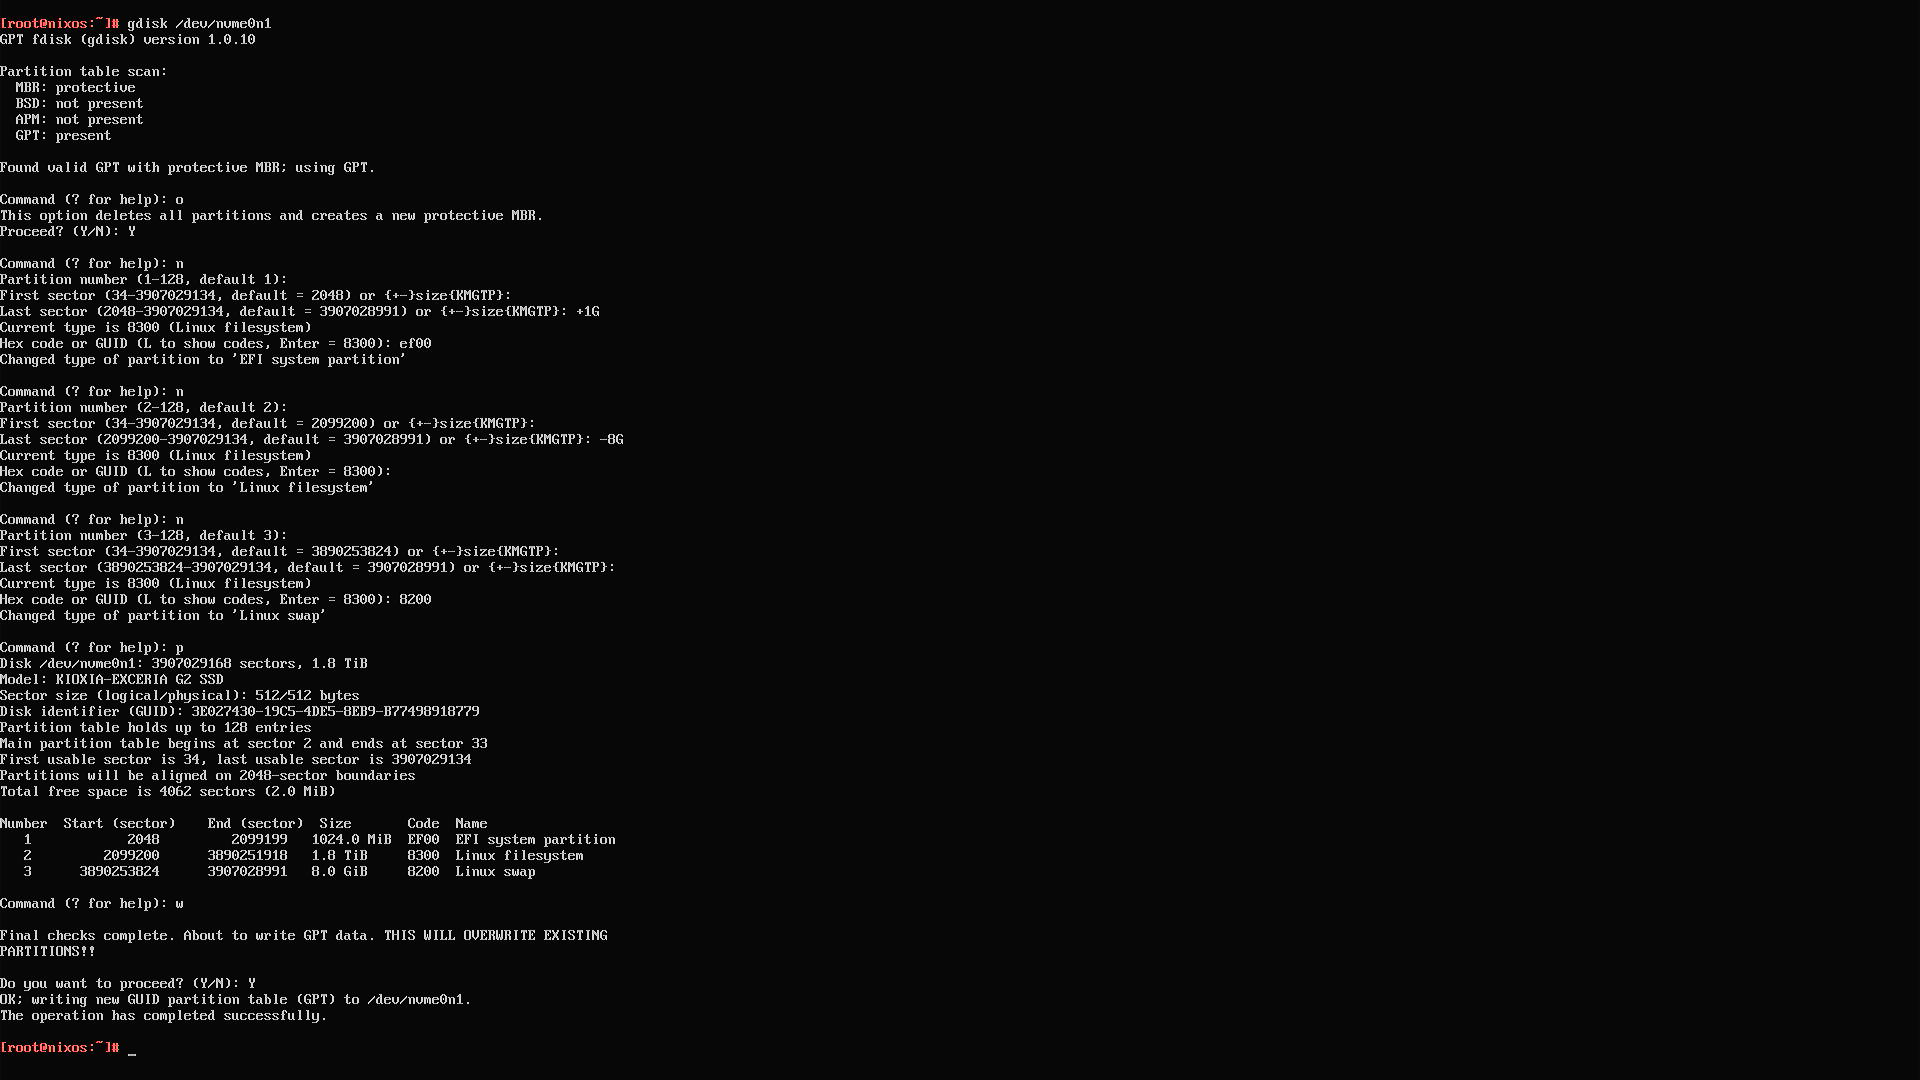 [root@nixos:~]# gdisk /dev/nvme0n1
GPT fdisk (gdisk) version 1.0.10
Partition table scan:
  MBR: protective
  BSD: not present
  APM: not present
  GPT: present
Found valid GPT with protective MBR; using GPT.
Command (? for help): o
This option deletes all partitions and creates a new protective MBR.
Proceed? (Y/N): Y
Command (? for help): n
Partition number (1-128, default 1):
First sector (34-3907029134, default = 2048) or {+-}size{KMGTP}:
Last sector (2048-3907029134, default = 3907028991) or {+-}size{KMGTP}: +1G
Current type is 8300 (Linux filesystem)
Hex code or GUID (L to show codes, Enter = 8300): ef00
Changed type of partition to 'EFI system partition'
Command (? for help): n
Partition number (2-128, default 2):
First sector (34-3907029134, default = 2099200) or {+-}size{KMGTP}:
Last sector (2099200-3907029134, default = 3907028991) or {+-}size{KMGTP}: -8G
Current type is 8300 (Linux filesystem)
Hex code or GUID (L to show codes, Enter = 8300):
Changed type of partition to 'Linux filesystem'
Command (? for help): n
Partition number (3-128, default 3):
First sector (34-3907029134, default = 3890253824) or {+-}size{KMGTP}:
Last sector (3890253824-3907029134, default = 3907028991) or {+-}size{KMGTP}:
Current type is 8300 (Linux filesystem)
Hex code or GUID (L to show codes, Enter = 8300): 8200
Changed type of partition to 'Linux swap'
Command (? for help): p
Disk /dev/nvme0n1: 3907029168 sectors, 1.8 TiB
Model: KIOXIA-EXCERIA G2 SSD
Sector size (logical/physical): 512/512 bytes
Disk identifier (GUID): 3E027430-19C5-4DE5-8EB9-B77498918779
Partition table holds up to 128 entries
Main partition table begins at sector 2 and ends at sector 33
First usable sector is 34, last usable sector is 3907029134
Partitions will be aligned on 2048-sector boundaries
Total free space is 4062 sectors (2.0 MiB)
Number  Start (sector)    End (sector)  Size       Code  Name
   1            2048         2099199   1024.0 MiB  EF00  EFI system partition
   2         2099200      3890251918   1.8 TiB     8300  Linux filesystem
   3      3890253824      3907028991   8.0 GiB     8200  Linux swap
Command (? for help): w
Final checks complete. About to write GPT data. THIS WILL OVERWRITE EXISTING
PARTITIONS!!
Do you want to proceed? (Y/N): Y
OK; writing new GUID partition table (GPT) to /dev/nvme0n1.
The operation has completed successfully.
[root@nixos:~]# _